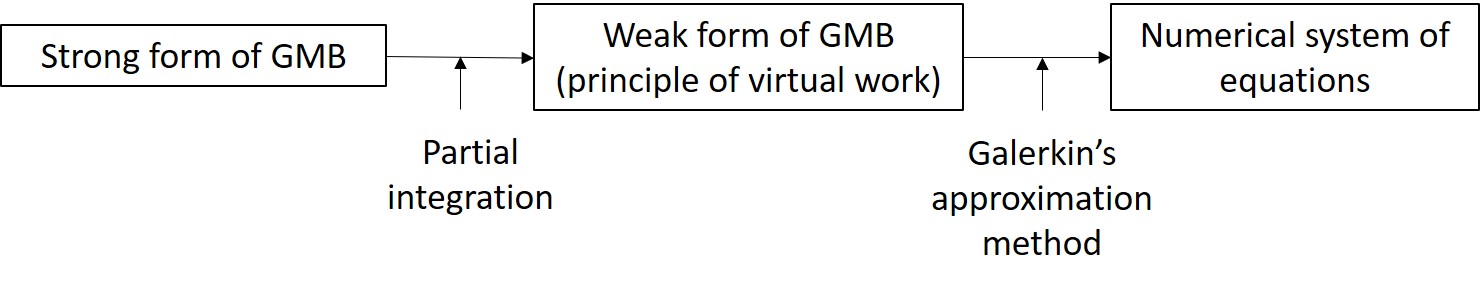 Strong form of GMB
Weak form of GMB
(principle of virtual work)
Numerical system of
equations
Partial
integration
Galerkin’s
approximation
method